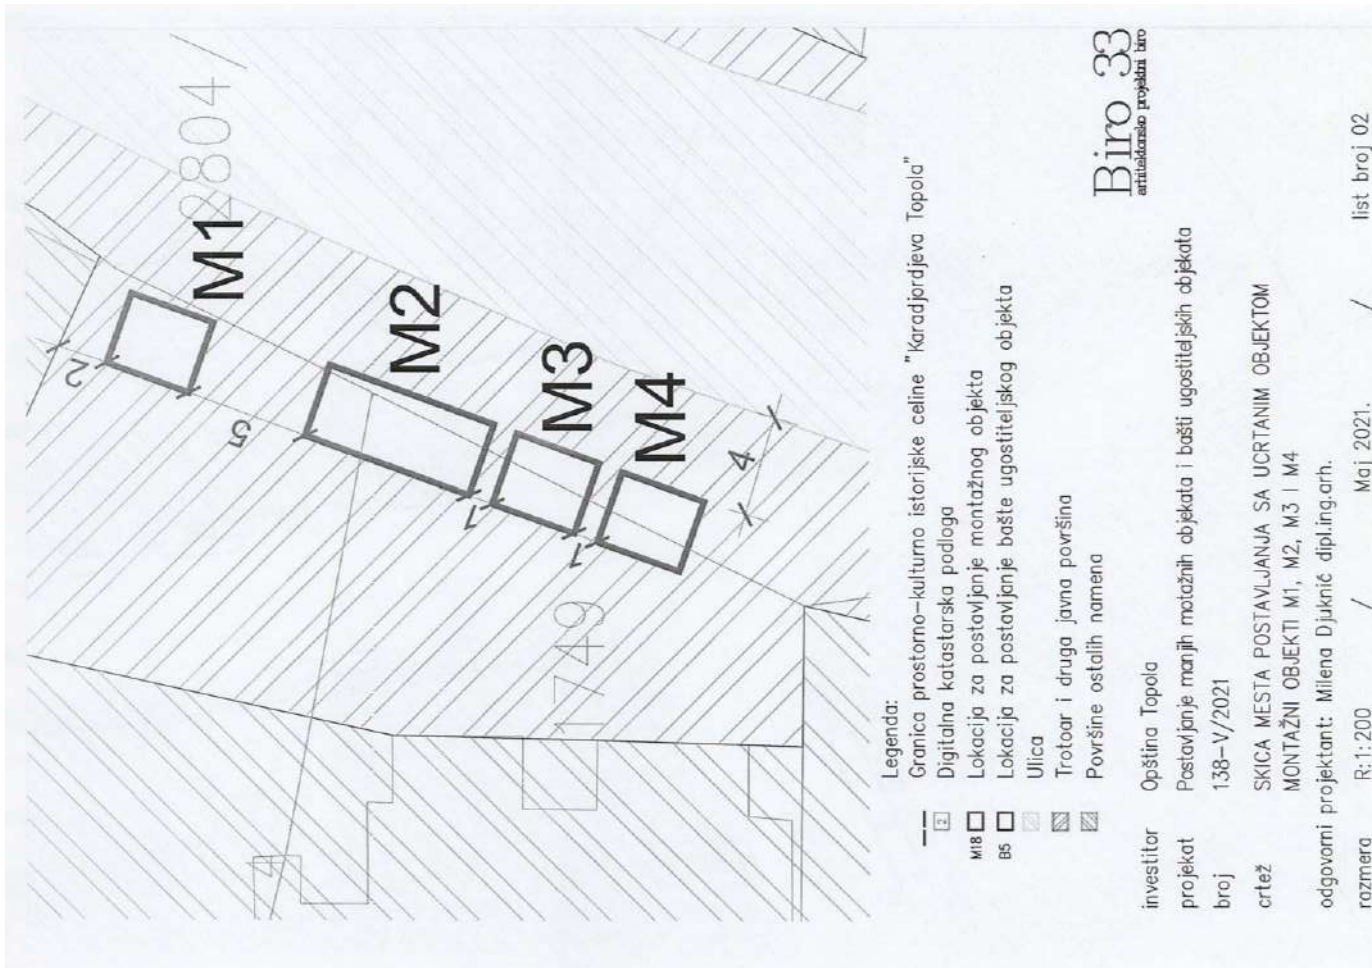 2804/
M1
M2
M3
M4
2
5
1
1
4
1749
4
Legenda:
Granica prostorno-kulturno istorijske celine "Karadjordjeva Topola"
2 Digitalna katastarska podloga
M18 Lokacija za postavljanje montažnog objekta
B5 Lokacija za postavljanje bašte ugostiteljskog objekta
Ulica
Trotoar i druga javna površina
Površine ostalih namena
Biro 33
arhitektonsko projektni biro
investitor Opština Topola
projekat Postavljanje manjih motažnih objekata i bašti ugostiteljskih objekata
broj 138-V/2021
crtež SKICA MESTA POSTAVLJANJA SA UCRTANIM OBJEKTOM
MONTAŽNI OBJEKTI M1, M2, M3 I M4
odgovorni projektant: Milena Djuknić dipl.ing.arh.
razmera R:1:200 / Maj 2021. / list broj 02